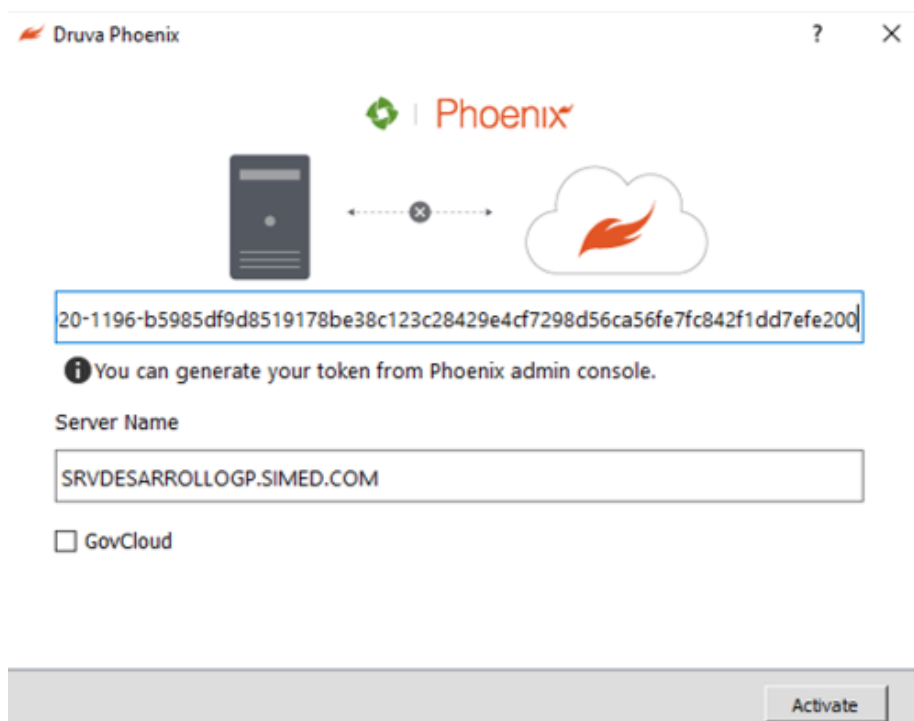 Druva Phoenix
Phoenix
20-1196-b5985df9d8519178be38c123c28429e4cf7298d56ca56fe7fc842f1dd7efe200
You can generate your token from Phoenix admin console.
Server Name
SRVDESARROLLOGP.SIMED.COM
GovCloud
Activate